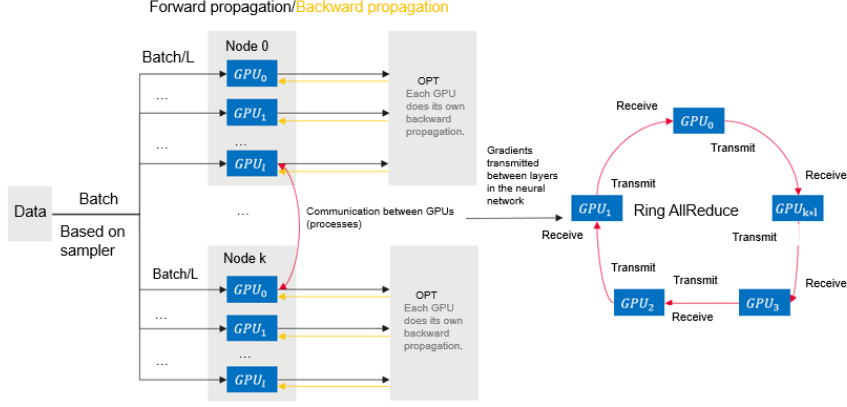 Forward propagation/Backward propagation
Node 0
Batch/L
GPU₀
...
GPU₁
...
...
GPUₗ
OPT
Each GPU
does its own
backward
propagation.
Data
Batch
Based on
sampler
...
Communication between GPUs
(processes)
Gradients
transmitted
between layers
in the neural
network
Node k
Batch/L
GPU₀
...
GPU₁
...
...
GPUₗ
OPT
Each GPU
does its own
backward
propagation.
Receive
GPU₀
Transmit
Receive
Transmit
GPU₁
Ring AllReduce
GPUₖ*ₗ
Receive
Transmit
Transmit
Transmit
Receive
GPU₂
GPU₃
Receive